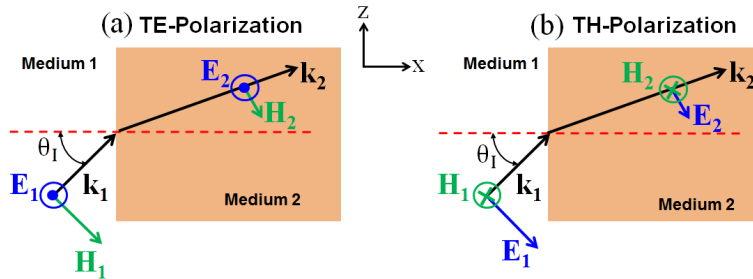 (a) TE-Polarization
Z
X
(b) TH-Polarization
Medium 1
E2
k2
H2
θI
E1
k1
H1
Medium 2
Medium 1
H2
k2
E2
θI
H1
k1
E1
Medium 2